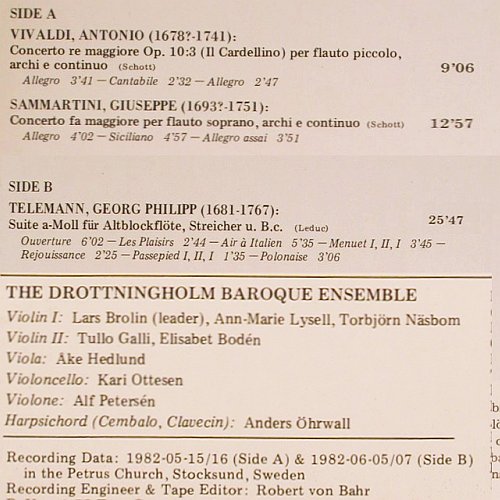 SIDE A
VIVALDI, ANTONIO (1678?-1741):
Concerto re maggiore Op. 10:3 (Il Cardellino) per flauto piccolo,
archi e continuo (Schott) 9'06
Allegro 3'41 — Cantabile 2'32 — Allegro 2'47
SAMMARTINI, GIUSEPPE (1693?-1751):
Concerto fa maggiore per flauto soprano, archi e continuo (Schott) 12'57
Allegro 4'02 — Siciliano 4'57 — Allegro assai 3'51
SIDE B
TELEMANN, GEORG PHILIPP (1681-1767):
Suite a-Moll für Altblockflöte, Streicher u. B.c. (Leduc) 25'47
Ouverture 6'02 — Les Plaisirs 2'44 — Air à Italien 5'35 — Menuet I, II, I 3'45 —
Rejouissance 2'25 — Passepied I, II, I 1'35 — Polonaise 3'06
THE DROTTNINGHOLM BAROQUE ENSEMBLE
Violin I: Lars Brolin (leader), Ann-Marie Lysell, Torbjörn Näsbom
Violin II: Tullo Galli, Elisabet Bodén
Viola: Åke Hedlund
Violoncello: Kari Ottesen
Violone: Alf Petersén
Harpsichord (Cembalo, Clavecin): Anders Öhrwall
Recording Data: 1982-05-15/16 (Side A) & 1982-06-05/07 (Side B)
in the Petrus Church, Stocksund, Sweden
Recording Engineer & Tape Editor: Robert von Bahr